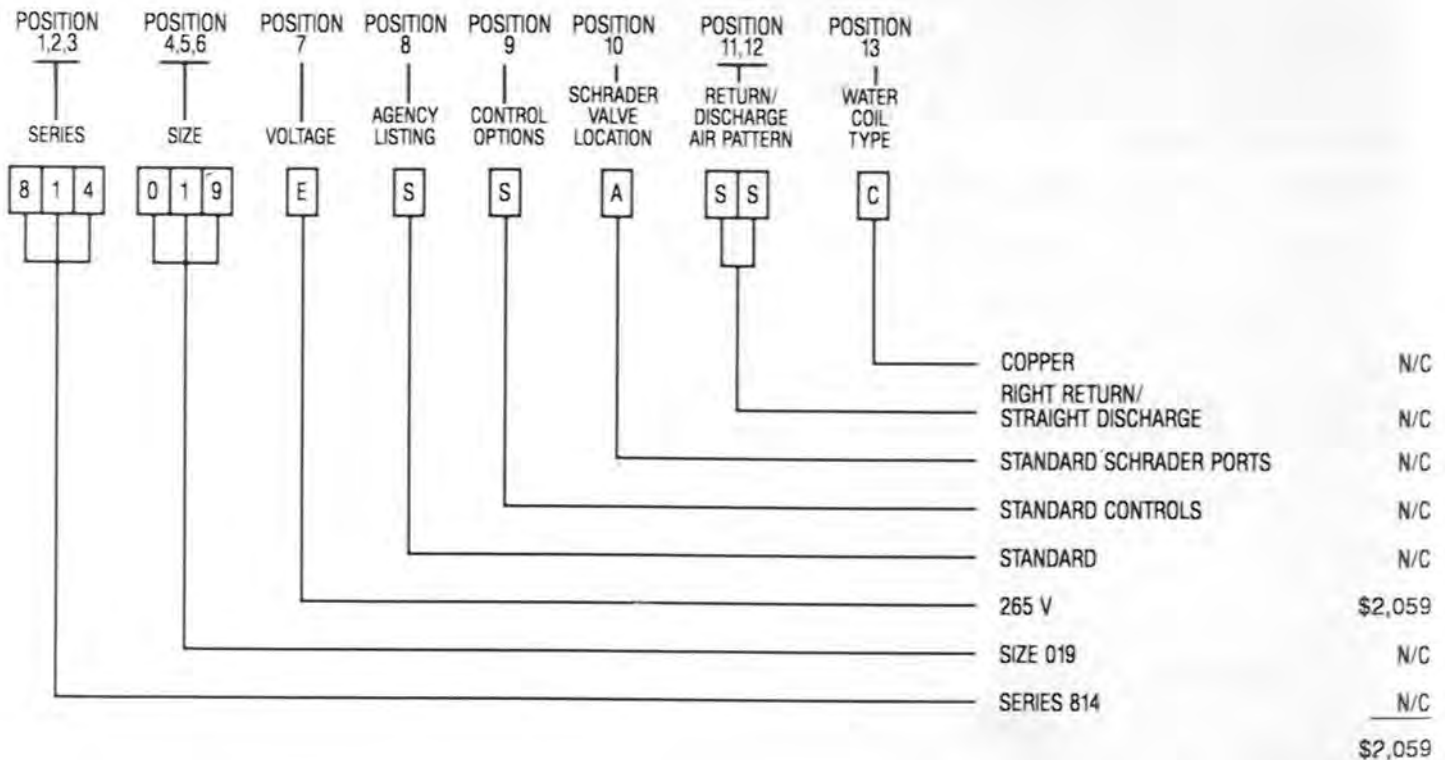 POSITION POSITION POSITION POSITION POSITION POSITION POSITION POSITION
1,2,3 4,5,6 7 8 9 10 11,12 13
SERIES SIZE VOLTAGE AGENCY LISTING CONTROL OPTIONS SCHRADER VALVE LOCATION RETURN/ DISCHARGE AIR PATTERN WATER COIL TYPE
8 1 4 0 1 9 E S S A S S C
COPPER N/C
RIGHT RETURN/
STRAIGHT DISCHARGE N/C
STANDARD SCHRADER PORTS N/C
STANDARD CONTROLS N/C
STANDARD N/C
265 V $2,059
SIZE 019 N/C
SERIES 814 N/C
$2,059